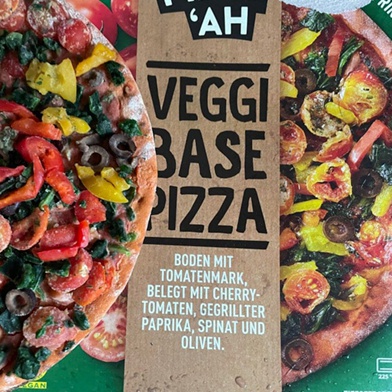 'AH
VEGGI
BASE
PIZZA
BODEN MIT
TOMATENMARK,
BELEGT MIT CHERRY-
TOMATEN, GEGRILLTER
PAPRIKA, SPINAT UND
OLIVEN.